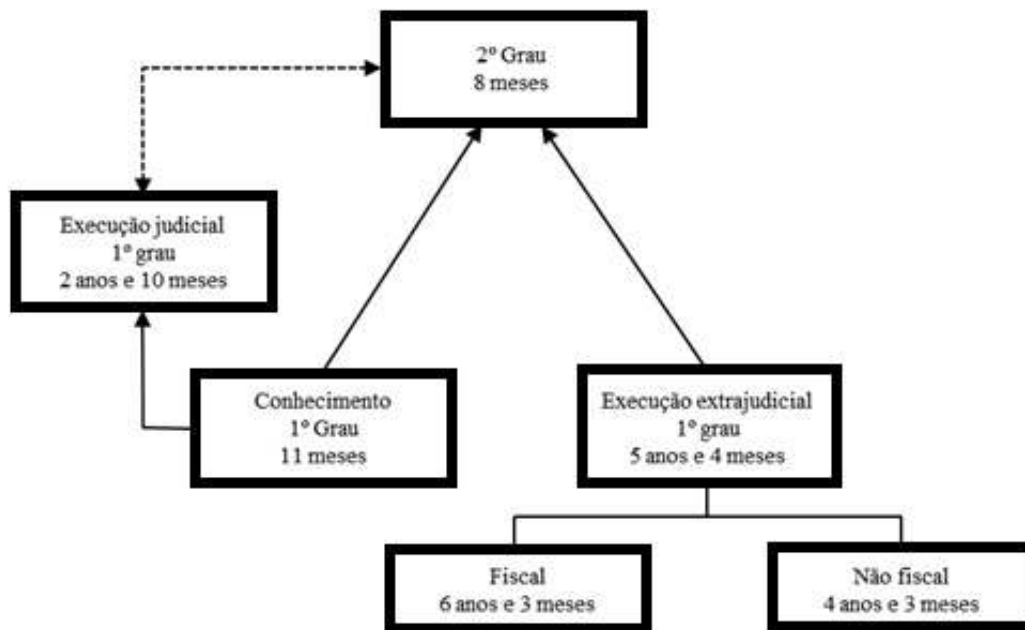 2º Grau
8 meses
Execução judicial
1º grau
2 anos e 10 meses
Conhecimento
1º Grau
11 meses
Execução extrajudicial
1º grau
5 anos e 4 meses
Fiscal
6 anos e 3 meses
Não fiscal
4 anos e 3 meses